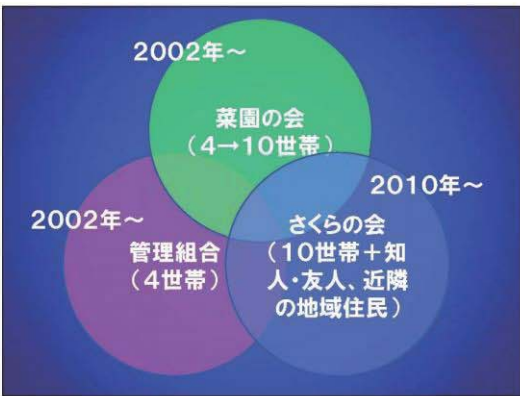 2002年～
菜園の会
（4→10世帯）
2010年～
2002年～
さくらの会
管理組合
（10世帯＋知
（4世帯）
人・友人、近隣
の地域住民）